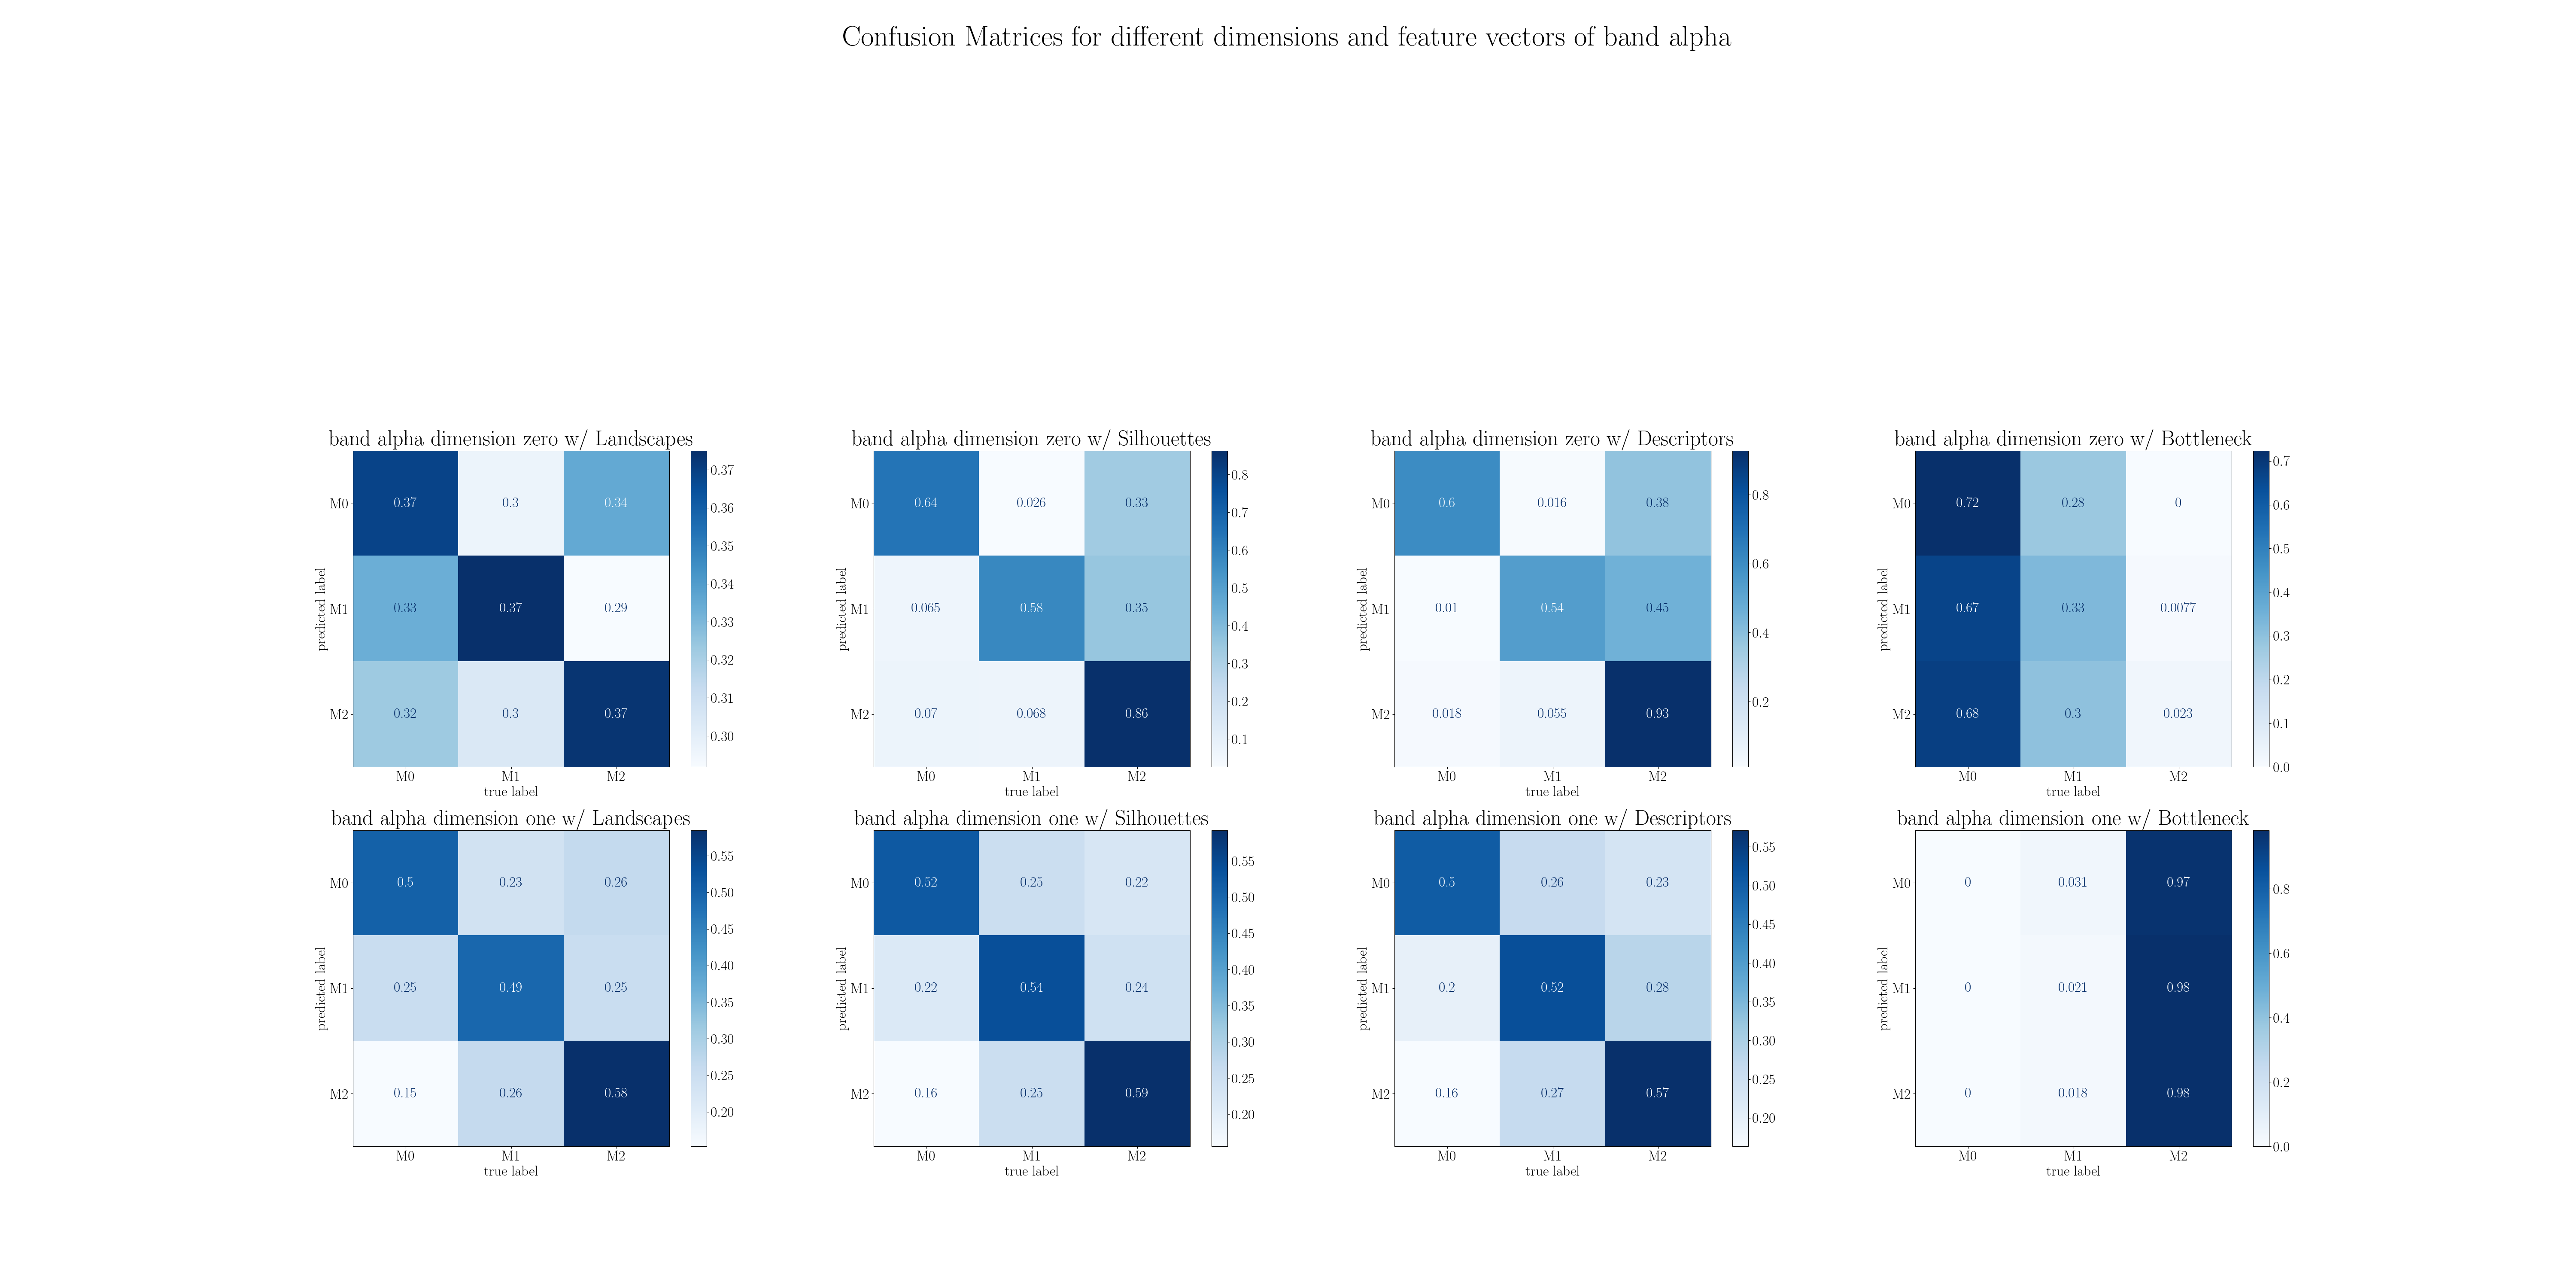 Confusion Matrices for different dimensions and feature vectors of band alpha
band alpha dimension zero w/ Landscapes
predicted label
M0
M1
M2
0.37 0.3 0.34
0.33 0.37 0.29
0.32 0.3 0.37
M0 M1 M2
true label
0.37
0.36
0.35
0.34
0.33
0.32
0.31
0.30
band alpha dimension zero w/ Silhouettes
predicted label
M0
M1
M2
0.64 0.026 0.33
0.065 0.58 0.35
0.07 0.068 0.86
M0 M1 M2
true label
0.8
0.7
0.6
0.5
0.4
0.3
0.2
0.1
band alpha dimension zero w/ Descriptors
predicted label
M0
M1
M2
0.6 0.016 0.38
0.01 0.54 0.45
0.018 0.055 0.93
M0 M1 M2
true label
0.8
0.6
0.4
0.2
band alpha dimension zero w/ Bottleneck
predicted label
M0
M1
M2
0.72 0.28 0
0.67 0.33 0.0077
0.68 0.3 0.023
M0 M1 M2
true label
0.7
0.6
0.5
0.4
0.3
0.2
0.1
0.0
band alpha dimension one w/ Landscapes
predicted label
M0
M1
M2
0.5 0.23 0.26
0.25 0.49 0.25
0.15 0.26 0.58
M0 M1 M2
true label
0.55
0.50
0.45
0.40
0.35
0.30
0.25
0.20
band alpha dimension one w/ Silhouettes
predicted label
M0
M1
M2
0.52 0.25 0.22
0.22 0.54 0.24
0.16 0.25 0.59
M0 M1 M2
true label
0.55
0.50
0.45
0.40
0.35
0.30
0.25
0.20
band alpha dimension one w/ Descriptors
predicted label
M0
M1
M2
0.5 0.26 0.23
0.2 0.52 0.28
0.16 0.27 0.57
M0 M1 M2
true label
0.55
0.50
0.45
0.40
0.35
0.30
0.25
0.20
band alpha dimension one w/ Bottleneck
predicted label
M0
M1
M2
0 0.031 0.97
0 0.021 0.98
0 0.018 0.98
M0 M1 M2
true label
0.8
0.6
0.4
0.2
0.0